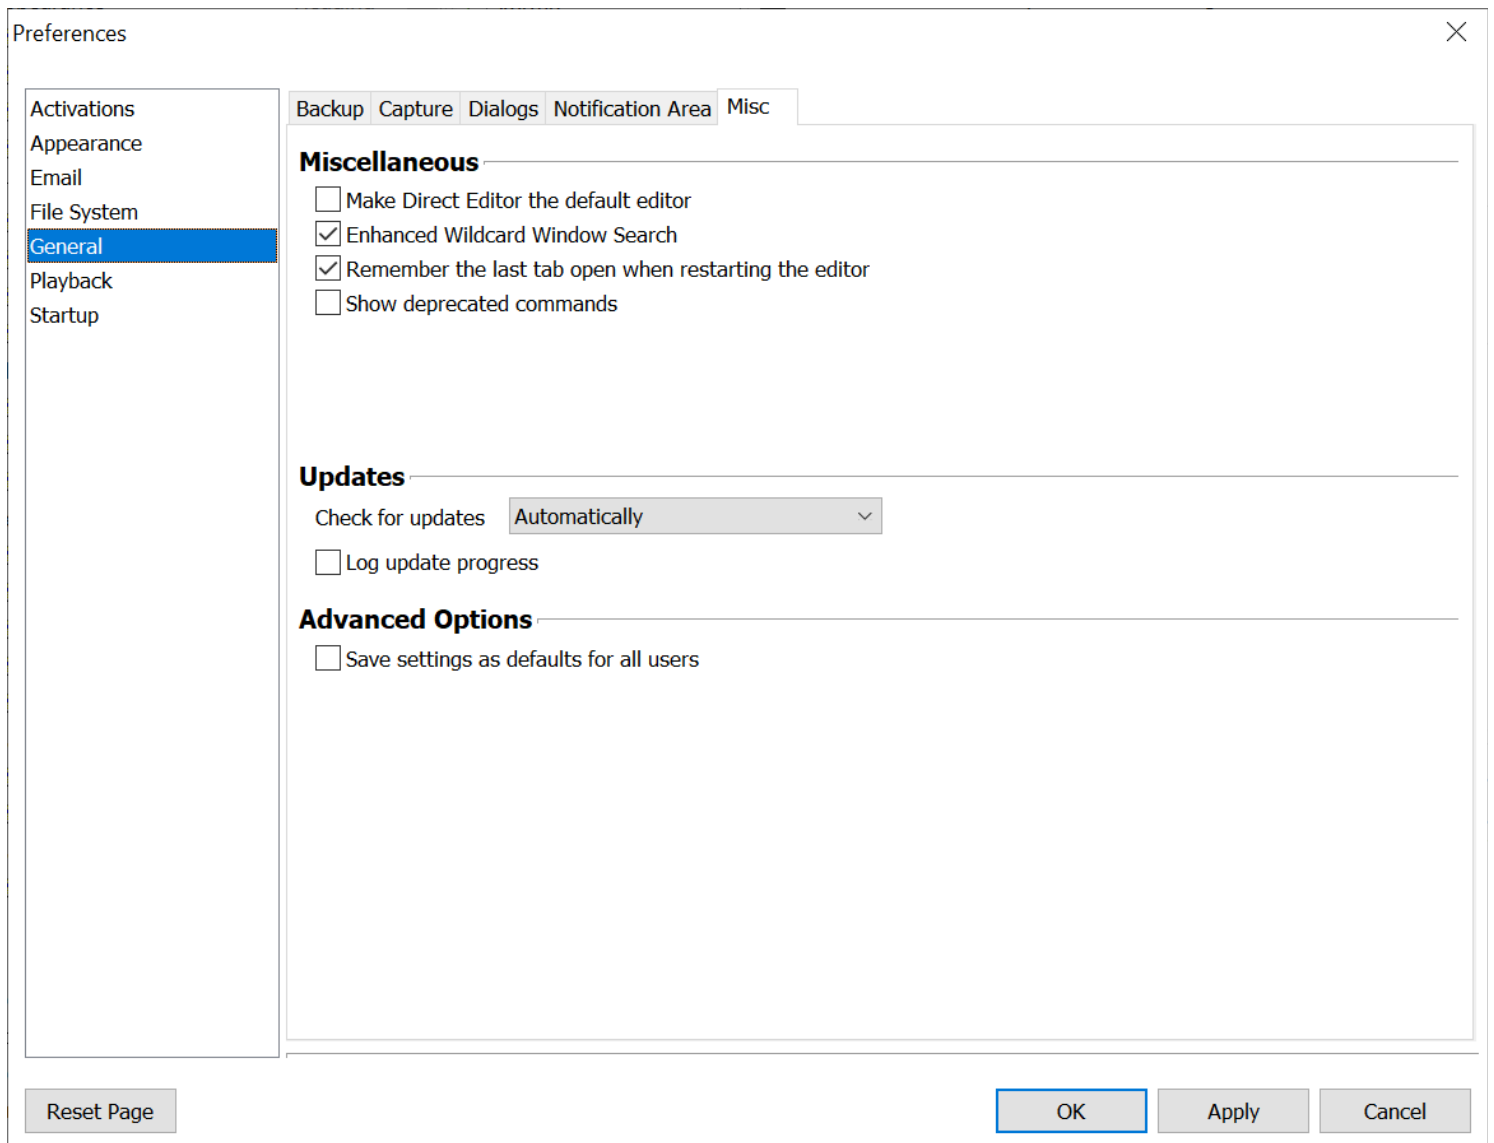 Preferences
Activations
Appearance
Email
File System
General
Playback
Startup
Backup Capture Dialogs Notification Area Misc
Miscellaneous
Make Direct Editor the default editor
Enhanced Wildcard Window Search
Remember the last tab open when restarting the editor
Show deprecated commands
Updates
Check for updates Automatically
Log update progress
Advanced Options
Save settings as defaults for all users
Reset Page OK Apply Cancel